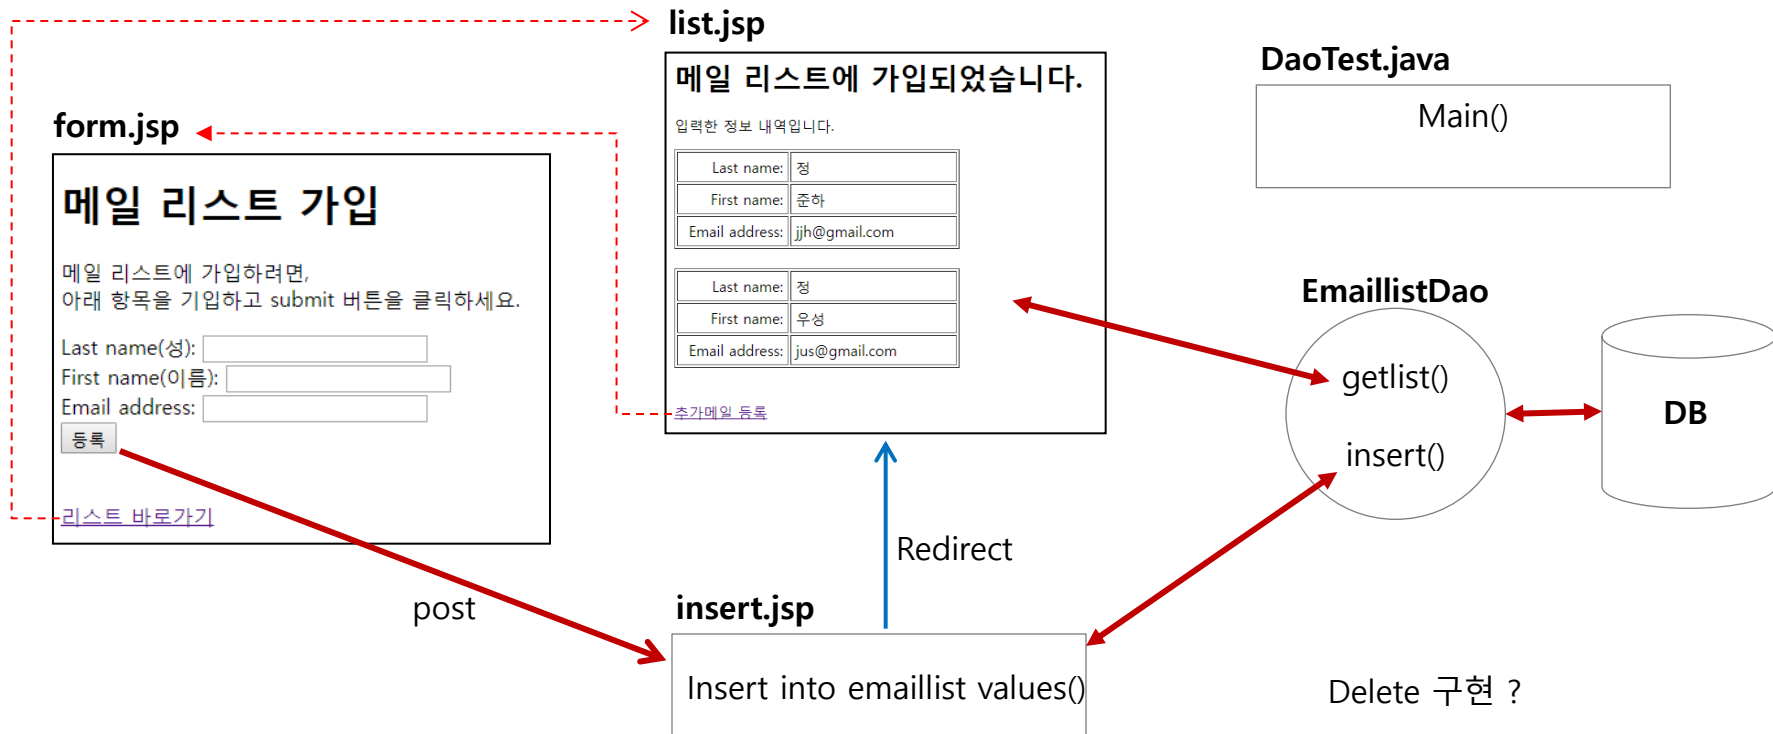 list.jsp
메일 리스트에 가입되었습니다.
입력한 정보 내역입니다.
Last name: 정
First name: 준하
Email address: jjh@gmail.com
Last name: 정
First name: 우성
Email address: jus@gmail.com
추가메일 등록
DaoTest.java
Main()
form.jsp
메일 리스트 가입
메일 리스트에 가입하려면,
아래 항목을 기입하고 submit 버튼을 클릭하세요.
Last name(성):
First name(이름):
Email address:
등록
리스트 바로가기
EmaillistDao
getlist()
insert()
DB
Redirect
post
insert.jsp
Insert into emaillist values()
Delete 구현 ?